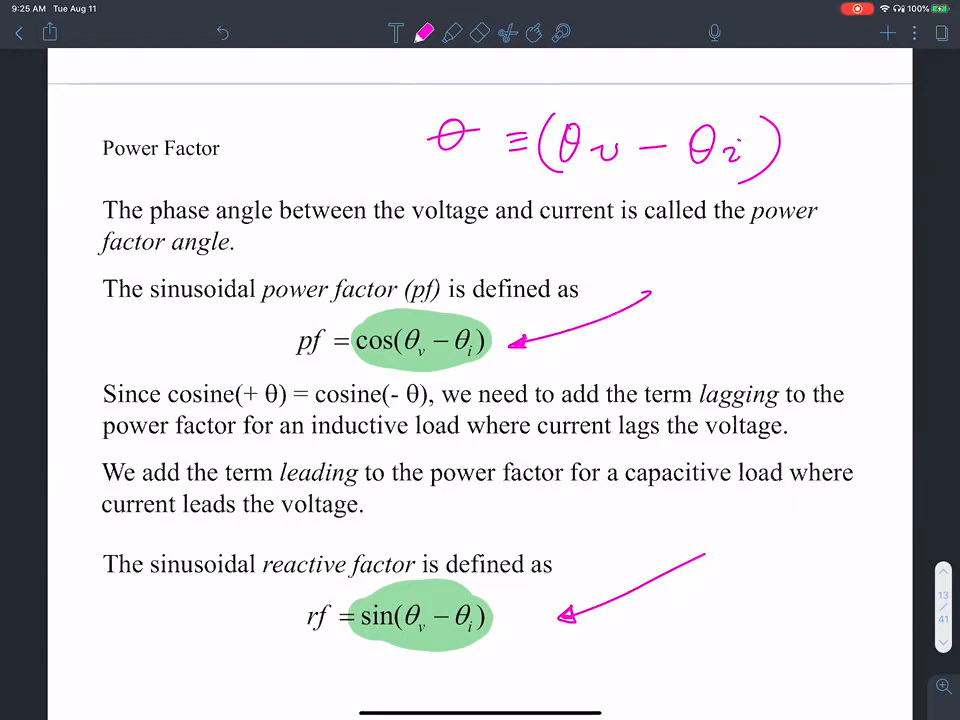 9:25 AM Tue Aug 11
100%
θ ≡ (θv − θi)
Power Factor
The phase angle between the voltage and current is called the power
factor angle.
The sinusoidal power factor (pf) is defined as
pf = cos(θv − θi)
Since cosine(+ θ) = cosine(- θ), we need to add the term lagging to the
power factor for an inductive load where current lags the voltage.
We add the term leading to the power factor for a capacitive load where
current leads the voltage.
The sinusoidal reactive factor is defined as
rf = sin(θv − θi)
13
/
41